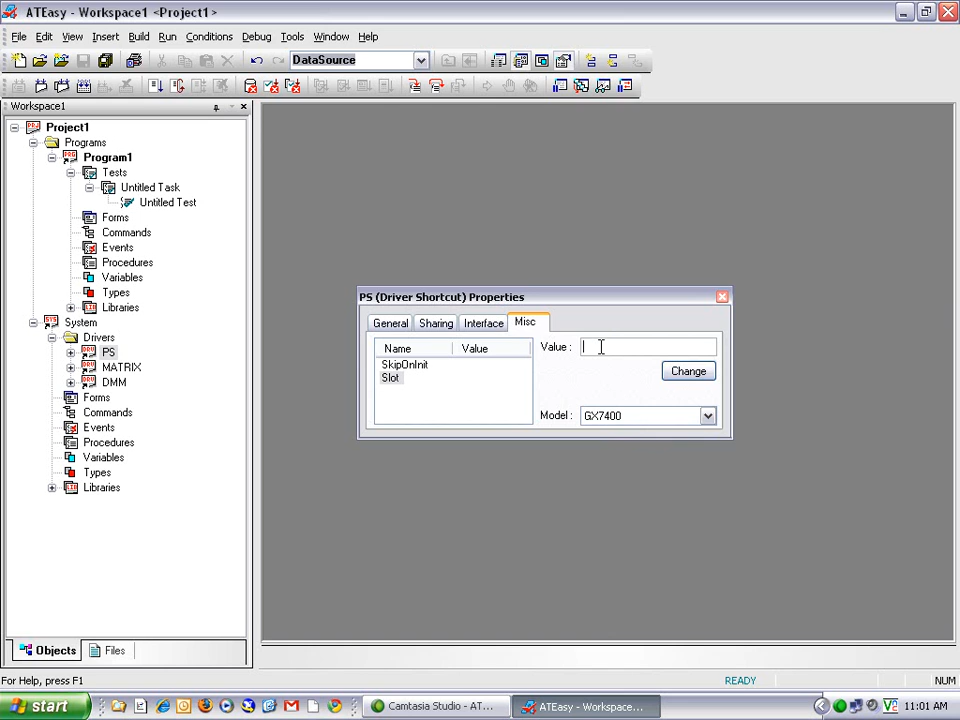 ATEasy - Workspace1 <Project1>
File Edit View Insert Build Run Conditions Debug Tools Window Help
DataSource
Workspace1
Project1
Programs
Program1
Tests
Untitled Task
Untitled Test
Forms
Commands
Events
Procedures
Variables
Types
Libraries
System
Drivers
PS
MATRIX
DMM
Forms
Commands
Events
Procedures
Variables
Types
Libraries
PS (Driver Shortcut) Properties
General Sharing Interface Misc
Name Value
SkipOnInit
Slot
Value :
Change
Model : GX7400
Objects Files
For Help, press F1
READY
NUM
start
Camtasia Studio - AT...
ATEasy - Workspace...
11:01 AM